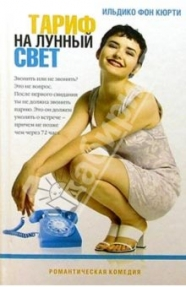 ИЛЬДИКО ФОН КЮРТИ
ТАРИФ
НА ЛУННЫЙ
СВЕТ
Звонить или не звонить?
Это не вопрос.
После первого свидания
ты не должна звонить
парню. Это он должен
умолять о встрече –
причем не позже
чем через 72 часа
РОМАНТИЧЕСКАЯ КОМЕДИЯ